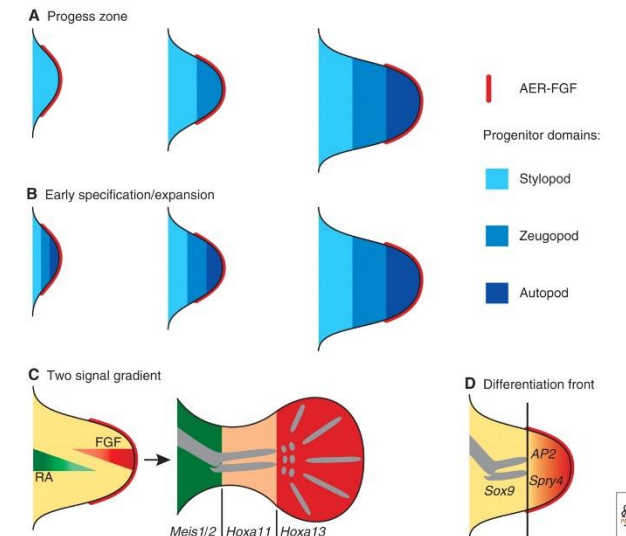 A Progess zone
AER-FGF
Progenitor domains:
Stylopod
B Early specification/expansion
Zeugopod
Autopod
C Two signal gradient
D Differentiation front
FGF
RA
AP2
Spry4
Sox9
Meis1/2 Hoxa11 Hoxa13